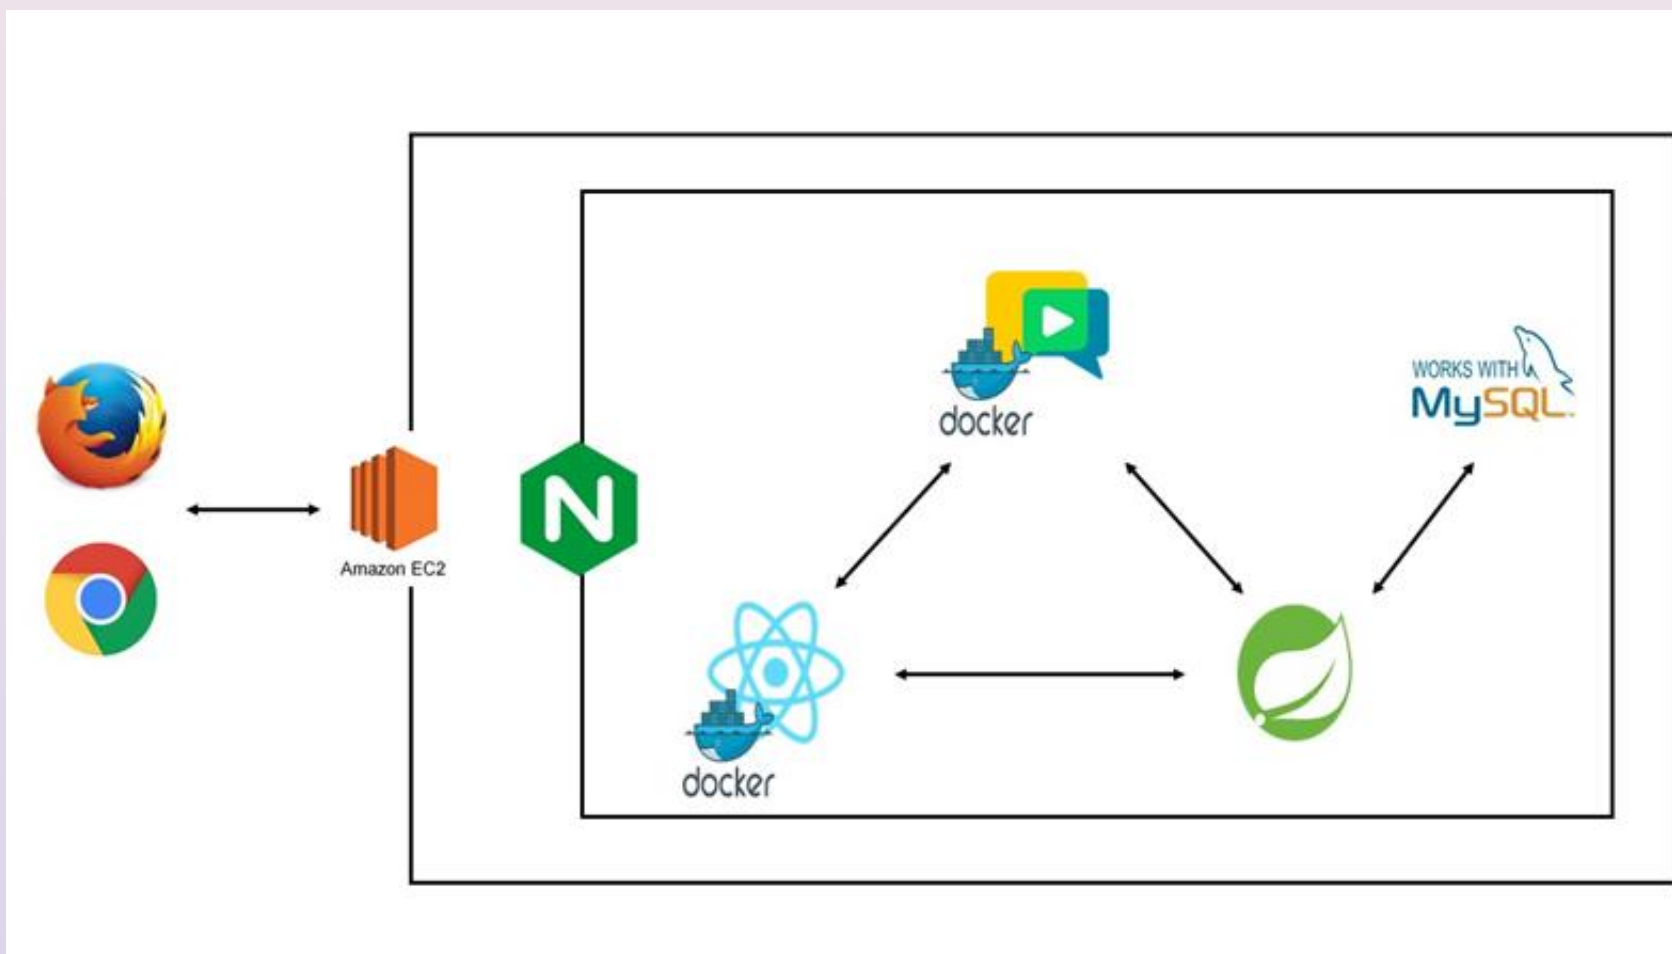 docker
WORKS WITH
MySQL.
Amazon EC2
N
docker